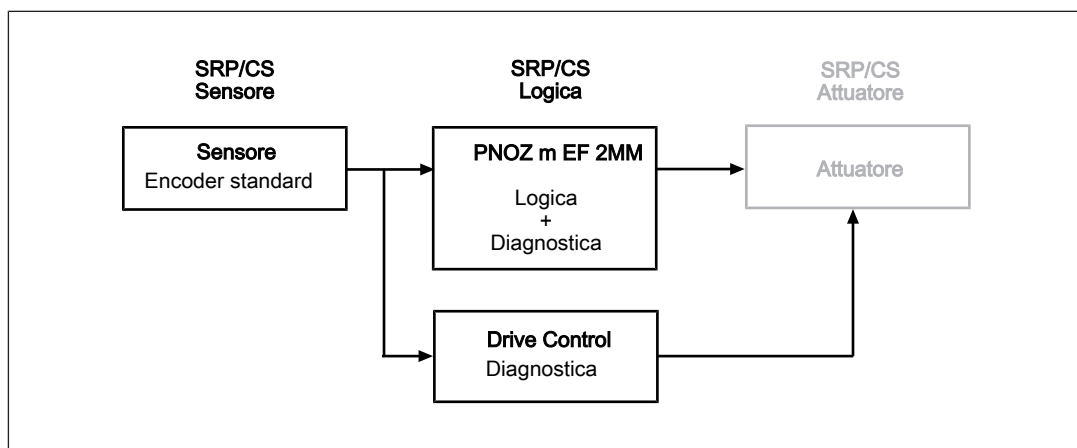 SRP/CS
Sensore
SRP/CS
Logica
SRP/CS
Attuatore
Sensore
Encoder standard
PNOZ m EF 2MM
Logica
+
Diagnostica
Attuatore
Drive Control
Diagnostica